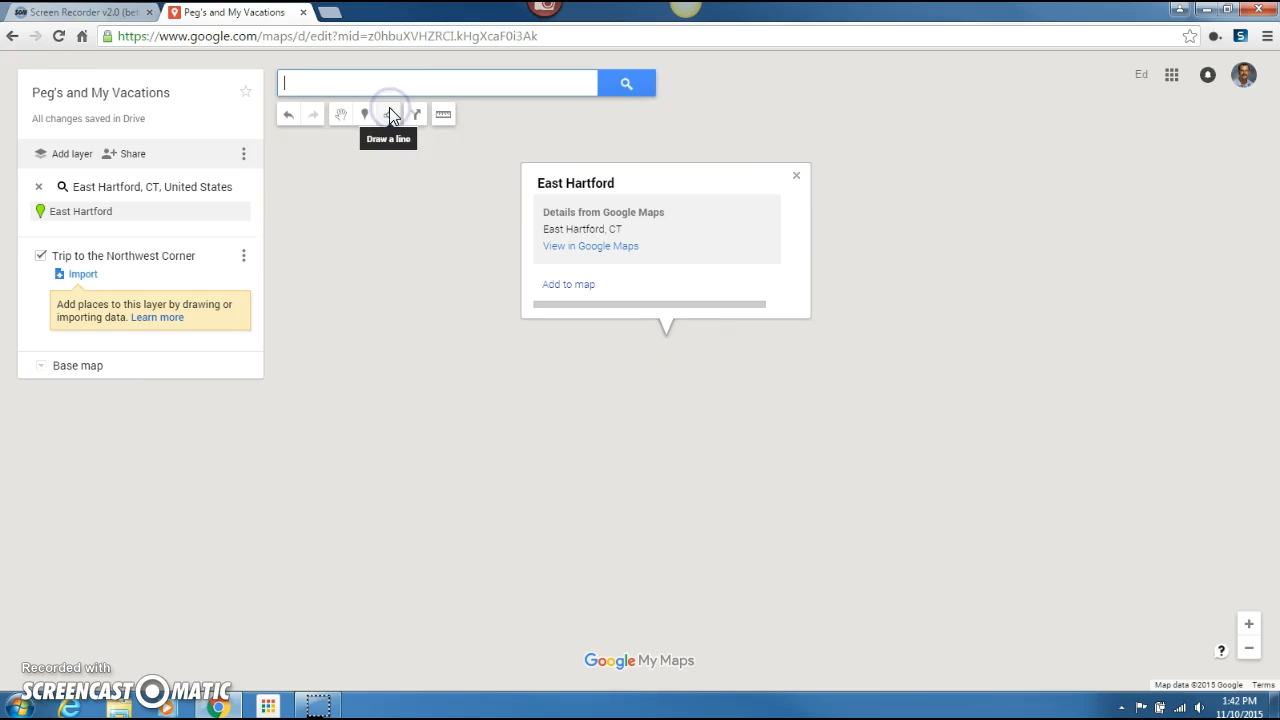 Screen Recorder v2.0 (bet
Peg's and My Vacations
https://www.google.com/maps/d/edit?mid=z0hbuXVHZRCI.kHgXcaF0i3Ak
Peg's and My Vacations
All changes saved in Drive
Add layer
Share
East Hartford, CT, United States
East Hartford
Trip to the Northwest Corner
Import
Add places to this layer by drawing or
importing data. Learn more
Base map
Draw a line
Ed
East Hartford
Details from Google Maps
East Hartford, CT
View in Google Maps
Add to map
Google My Maps
Map data ©2015 Google Terms
Recorded with
SCREENCAST MATIC
1:42 PM
11/10/2015